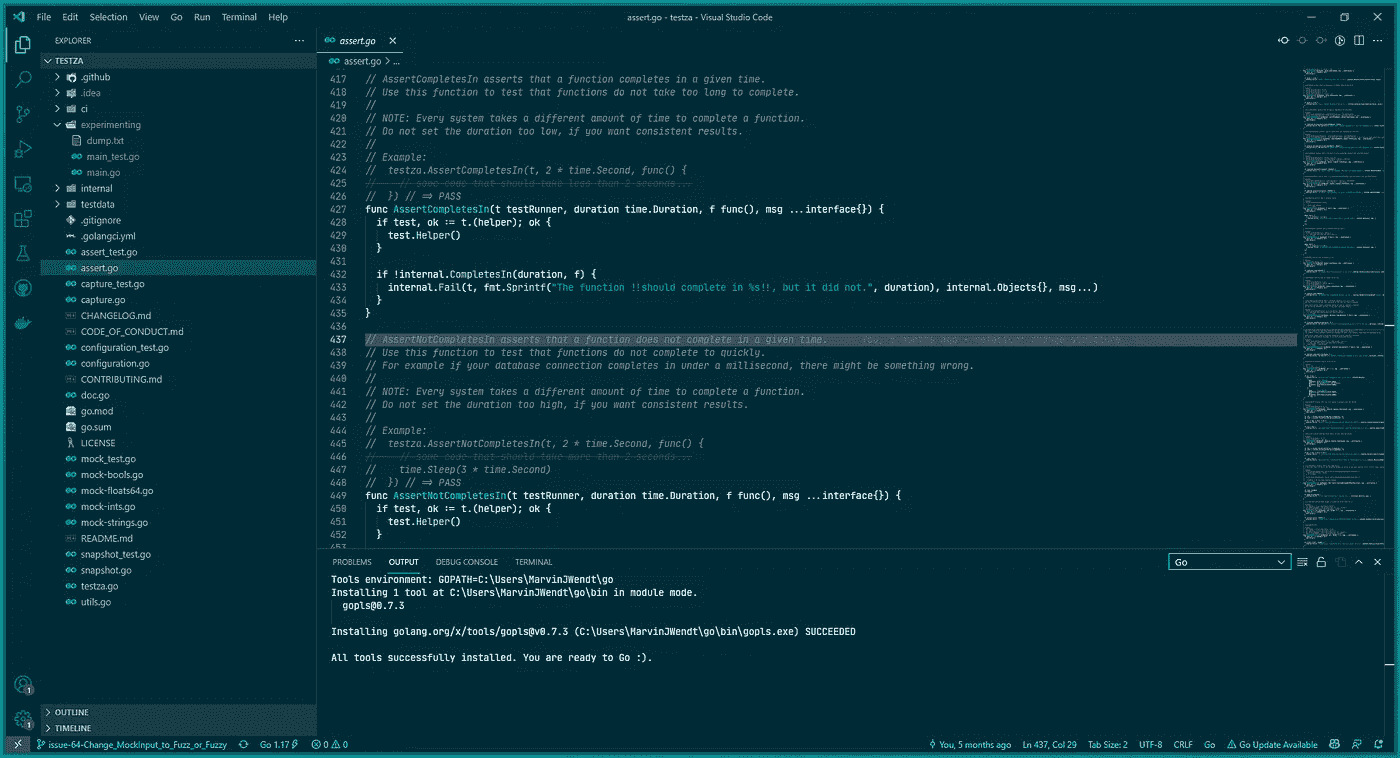 File Edit Selection View Go Run Terminal Help
assert.go - testza - Visual Studio Code
EXPLORER
TESTZA
.github
.idea
ci
experimenting
dump.txt
main_test.go
main.go
internal
testdata
.gitignore
.golangci.yml
assert_test.go
assert.go
capture_test.go
capture.go
CHANGELOG.md
CODE_OF_CONDUCT.md
configuration_test.go
configuration.go
CONTRIBUTING.md
doc.go
go.mod
go.sum
LICENSE
mock_test.go
mock-bools.go
mock-floats64.go
mock-ints.go
mock-strings.go
README.md
snapshot_test.go
snapshot.go
testza.go
utils.go
OUTLINE
TIMELINE
assert.go
assert.go > ...
417 // AssertCompletesIn asserts that a function completes in a given time.
418 // Use this function to test that functions do not take too long to complete.
419 //
420 // NOTE: Every system takes a different amount of time to complete a function.
421 // Do not set the duration too low, if you want consistent results.
422 //
423 // Example:
424 //  testza.AssertCompletesIn(t, 2 * time.Second, func() {
425 //    // some code that should take less than 2 seconds...
426 //  }) // => PASS
427 func AssertCompletesIn(t testRunner, duration time.Duration, f func(), msg ...interface{}) {
428   if test, ok := t.(helper); ok {
429     test.Helper()
430   }
431
432   if !internal.CompletesIn(duration, f) {
433     internal.Fail(t, fmt.Sprintf("The function !!should complete in %s!!, but it did not.", duration), internal.Objects{}, msg...)
434   }
435 }
436
437 // AssertNotCompletesIn asserts that a function does not complete in a given time.
438 // Use this function to test that functions do not complete to quickly.
439 // For example if your database connection completes in under a millisecond, there might be something wrong.
440 //
441 // NOTE: Every system takes a different amount of time to complete a function.
442 // Do not set the duration too high, if you want consistent results.
443 //
444 // Example:
445 //  testza.AssertNotCompletesIn(t, 2 * time.Second, func() {
446 //    // some code that should take more than 2 seconds...
447 //    time.Sleep(3 * time.Second)
448 //  }) // => PASS
449 func AssertNotCompletesIn(t testRunner, duration time.Duration, f func(), msg ...interface{}) {
450   if test, ok := t.(helper); ok {
451     test.Helper()
452   }
453
PROBLEMS OUTPUT DEBUG CONSOLE TERMINAL
Go
Tools environment: GOPATH=C:\Users\MarvinJWendt\go
Installing 1 tool at C:\Users\MarvinJWendt\go\bin in module mode.
gopls@0.7.3
Installing golang.org/x/tools/gopls@v0.7.3 (C:\Users\MarvinJWendt\go\bin\gopls.exe) SUCCEEDED
All tools successfully installed. You are ready to Go :).
1
1
issue-64-Change_MockInput_to_Fuzz_or_Fuzzy Go 1.17 0 0 You, 5 months ago Ln 437, Col 29 Tab Size: 2 UTF-8 CRLF Go Go Update Available